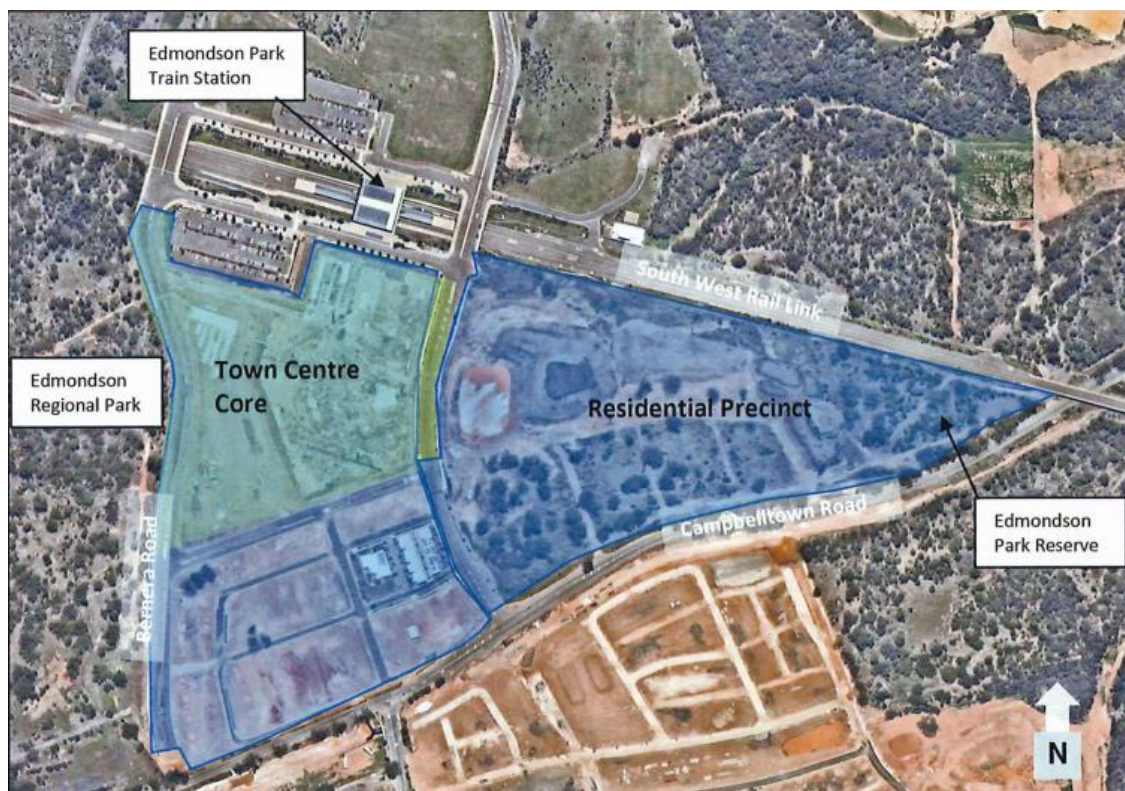 Edmondson Park
Train Station
South West Rail Link
Town Centre
Core
Edmondson
Regional Park
Residential Precinct
Campbelltown Road
Edmondson
Park Reserve
Bernera Road
N